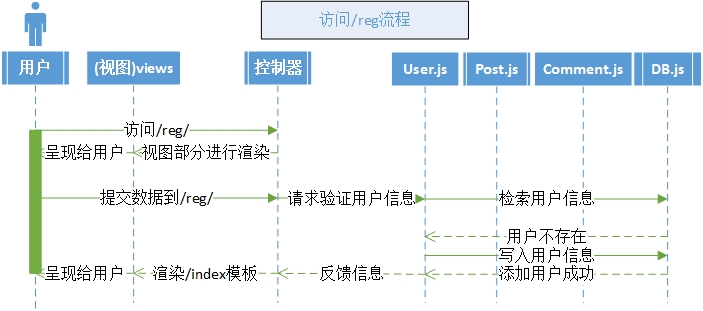 访问/reg流程
用户
(视图)views
控制器
User.js
Post.js
Comment.js
DB.js
访问/reg/
呈现给用户
视图部分进行渲染
提交数据到/reg/
请求验证用户信息
检索用户信息
用户不存在
写入用户信息
呈现给用户
渲染/index模板
反馈信息
添加用户成功